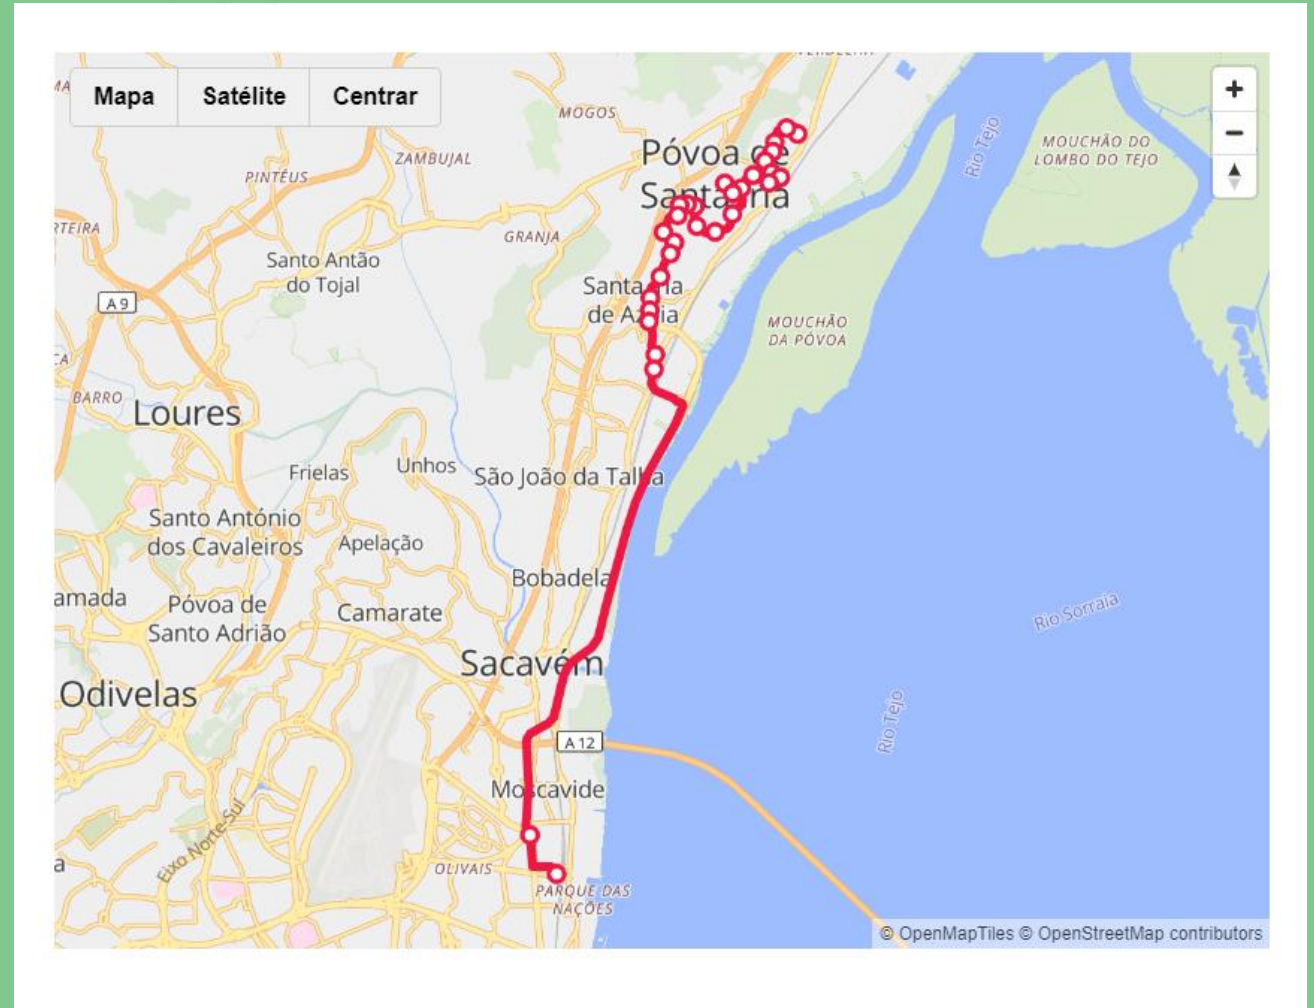 Mapa
Satélite
Centrar
MOGOS
ZAMBUJAL
PINTÉUS
Póvoa de
Santa Iria
Rio Tejo
MOUCHÃO DO
LOMBO DO TEJO
GRANJA
Santo Antão
do Tojal
A 9
Santa Iria
de Azóia
MOUCHÃO
DA PÓVOA
BARRO
Loures
Frielas
Unhos
São João da Talha
Santo António
dos Cavaleiros
Apelação
Bobadela
amada
Póvoa de
Santo Adrião
Camarate
Rio Sorraia
Sacavém
Odivelas
Rio Tejo
A 12
Moscavide
Eixo Norte-Sul
OLIVAIS
PARQUE DAS
NAÇÕES
© OpenMapTiles © OpenStreetMap contributors